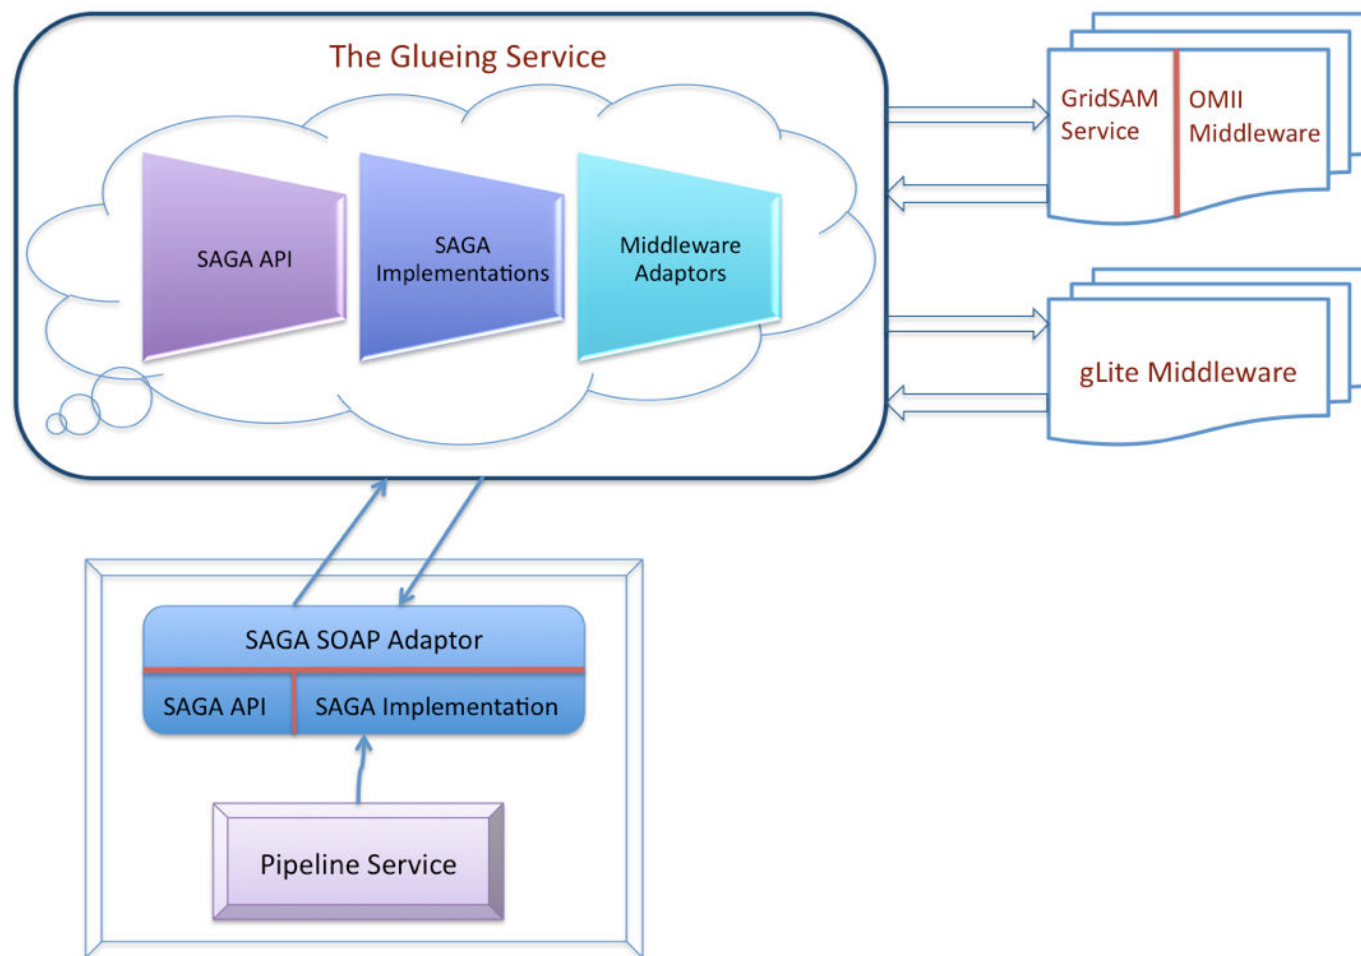 The Glueing Service
SAGA API
SAGA
Implementations
Middleware
Adaptors
GridSAM
Service
OMII
Middleware
gLite Middleware
SAGA SOAP Adaptor
SAGA API
SAGA Implementation
Pipeline Service